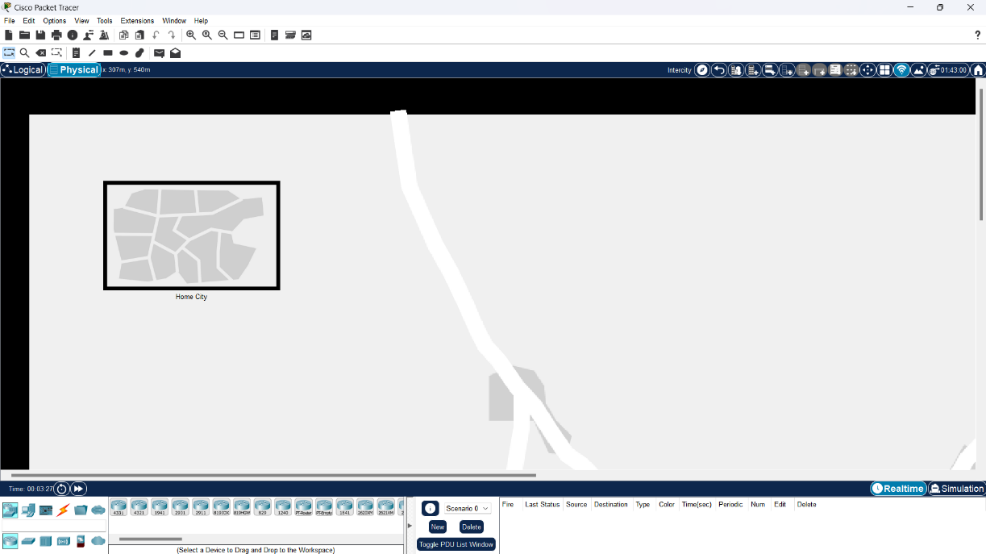 Cisco Packet Tracer
File Edit Options View Tools Extensions Window Help
Logical Physical x: 307m, y: 540m Intercity 01:43:00
Home City
Time: 00:03:27 Realtime Simulation
Scenario 0 Fire Last Status Source Destination Type Color Time(sec) Periodic Num Edit Delete
4331 4321 1941 2901 2911 819HGW 829 1240 PT-Router PT-Empty 1841 2620XM 2621XM
New Delete
Toggle PDU List Window
(Select a Device to Drag and Drop to the Workspace)